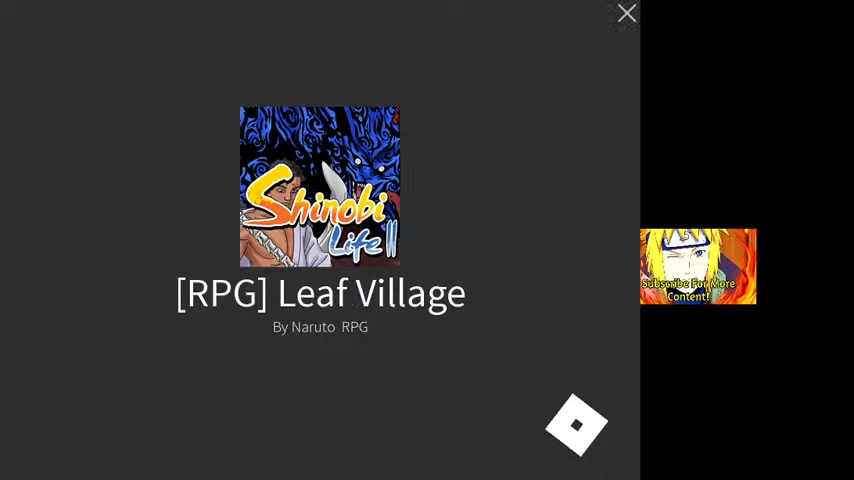 Shinobi
Life II
[RPG] Leaf Village
By Naruto RPG
Subscribe For More
Content!